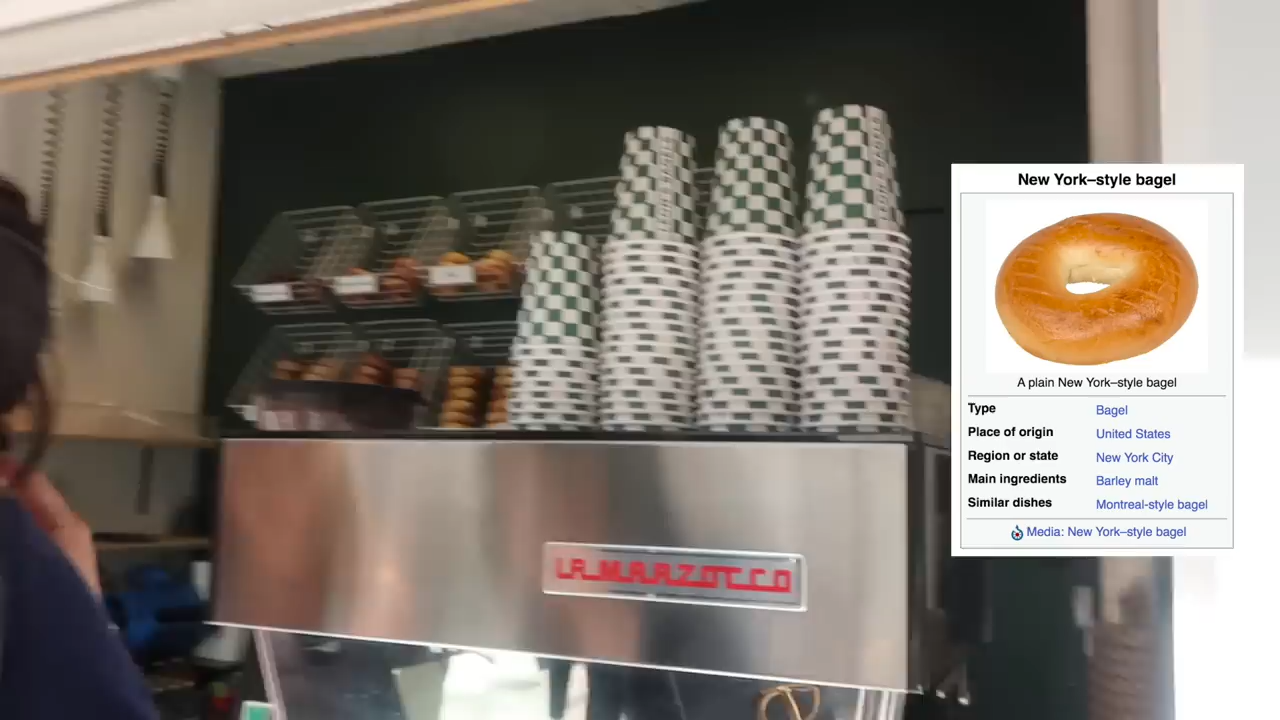 LA MARZOCCO
New York–style bagel
A plain New York–style bagel
Type Bagel
Place of origin United States
Region or state New York City
Main ingredients Barley malt
Similar dishes Montreal-style bagel
Media: New York–style bagel